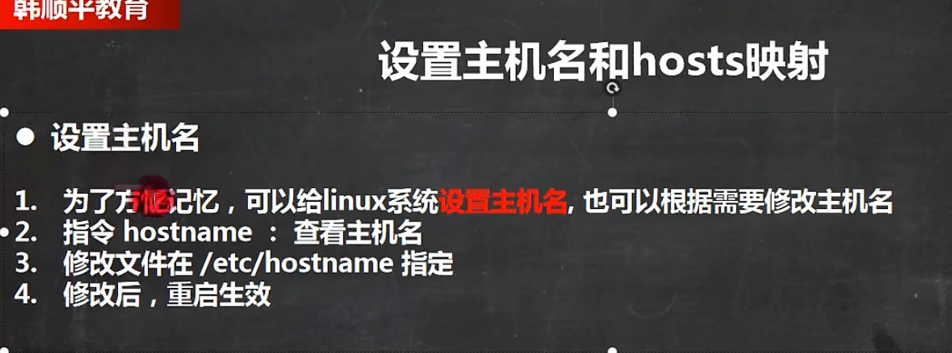 韩顺平教育
设置主机名和hosts映射
● 设置主机名
1. 为了方便记忆，可以给linux系统设置主机名, 也可以根据需要修改主机名
2. 指令 hostname ： 查看主机名
3. 修改文件在 /etc/hostname 指定
4. 修改后，重启生效